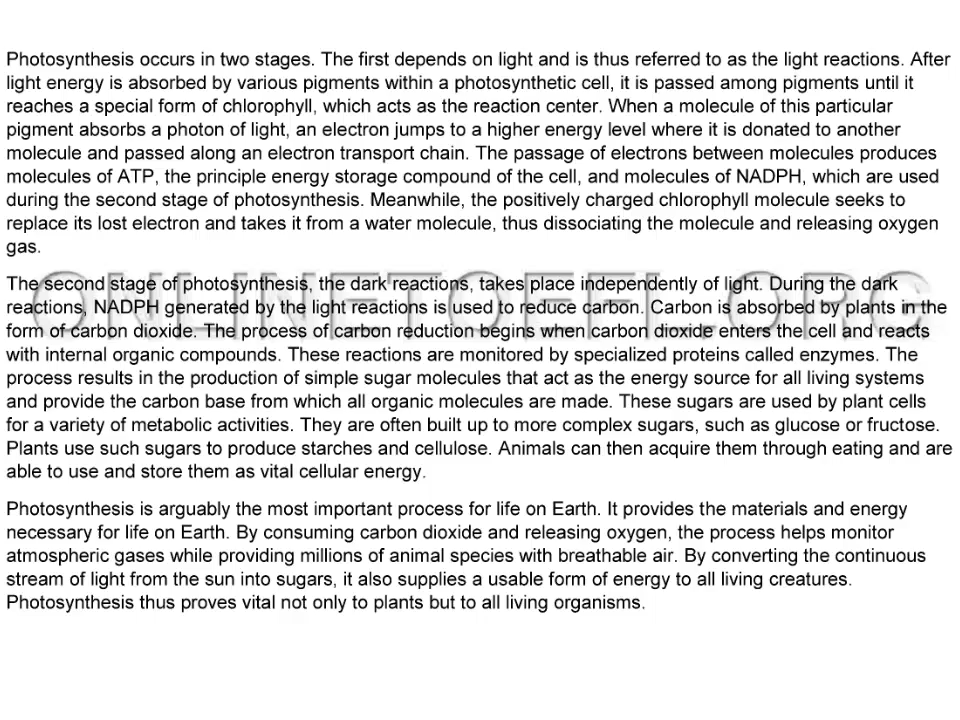 Photosynthesis occurs in two stages. The first depends on light and is thus referred to as the light reactions. After
light energy is absorbed by various pigments within a photosynthetic cell, it is passed among pigments until it
reaches a special form of chlorophyll, which acts as the reaction center. When a molecule of this particular
pigment absorbs a photon of light, an electron jumps to a higher energy level where it is donated to another
molecule and passed along an electron transport chain. The passage of electrons between molecules produces
molecules of ATP, the principle energy storage compound of the cell, and molecules of NADPH, which are used
during the second stage of photosynthesis. Meanwhile, the positively charged chlorophyll molecule seeks to
replace its lost electron and takes it from a water molecule, thus dissociating the molecule and releasing oxygen
gas.
The second stage of photosynthesis, the dark reactions, takes place independently of light. During the dark
reactions, NADPH generated by the light reactions is used to reduce carbon. Carbon is absorbed by plants in the
form of carbon dioxide. The process of carbon reduction begins when carbon dioxide enters the cell and reacts
with internal organic compounds. These reactions are monitored by specialized proteins called enzymes. The
process results in the production of simple sugar molecules that act as the energy source for all living systems
and provide the carbon base from which all organic molecules are made. These sugars are used by plant cells
for a variety of metabolic activities. They are often built up to more complex sugars, such as glucose or fructose.
Plants use such sugars to produce starches and cellulose. Animals can then acquire them through eating and are
able to use and store them as vital cellular energy.
Photosynthesis is arguably the most important process for life on Earth. It provides the materials and energy
necessary for life on Earth. By consuming carbon dioxide and releasing oxygen, the process helps monitor
atmospheric gases while providing millions of animal species with breathable air. By converting the continuous
stream of light from the sun into sugars, it also supplies a usable form of energy to all living creatures.
Photosynthesis thus proves vital not only to plants but to all living organisms.
ONLINETOEFL.ORG